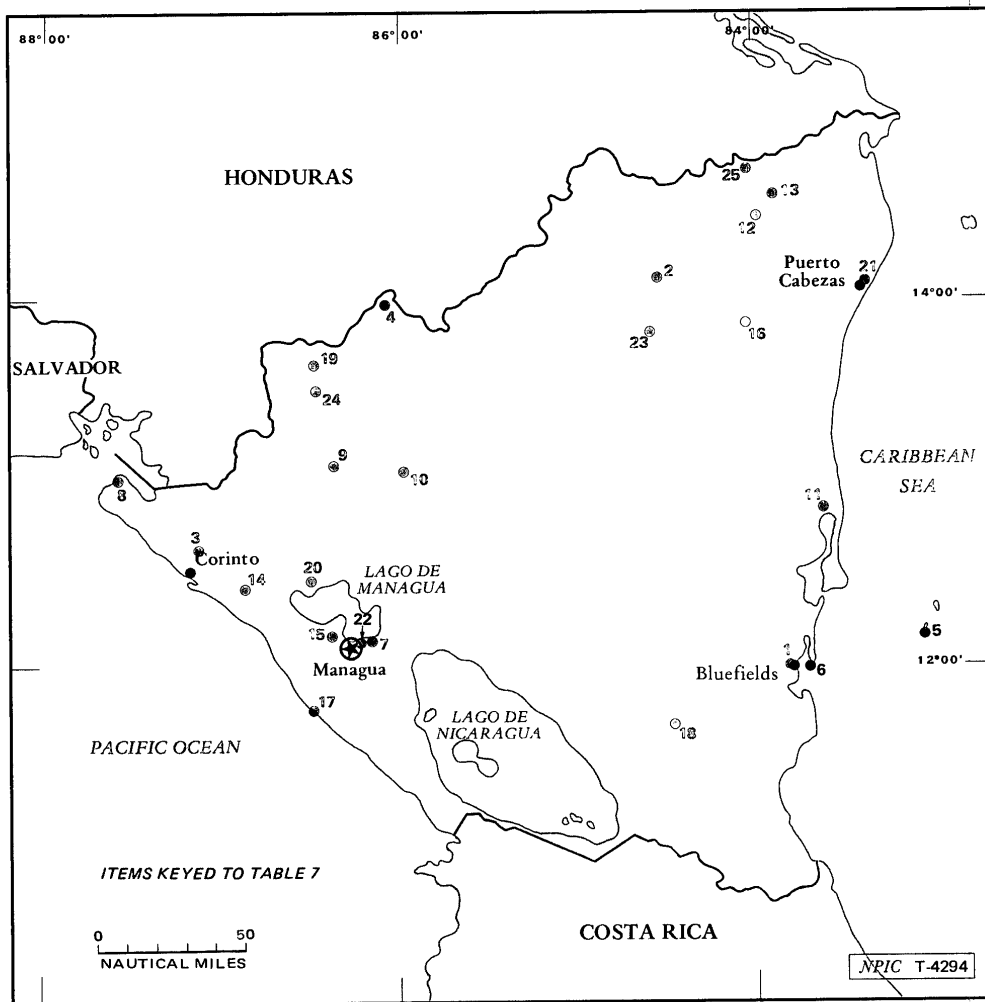 88°00'
86°00'
84°00'
HONDURAS
25
13
12
Puerto
Cabezas
21
2
14°00'
4
16
23
19
SALVADOR
24
9
10
CARIBBEAN
SEA
8
11
3
Corinto
20
LAGO DE
MANAGUA
14
22
15
7
5
Managua
1
12°00'
Bluefields
6
17
LAGO DE
NICARAGUA
18
PACIFIC OCEAN
ITEMS KEYED TO TABLE 7
0 50
NAUTICAL MILES
COSTA RICA
NPIC T-4294